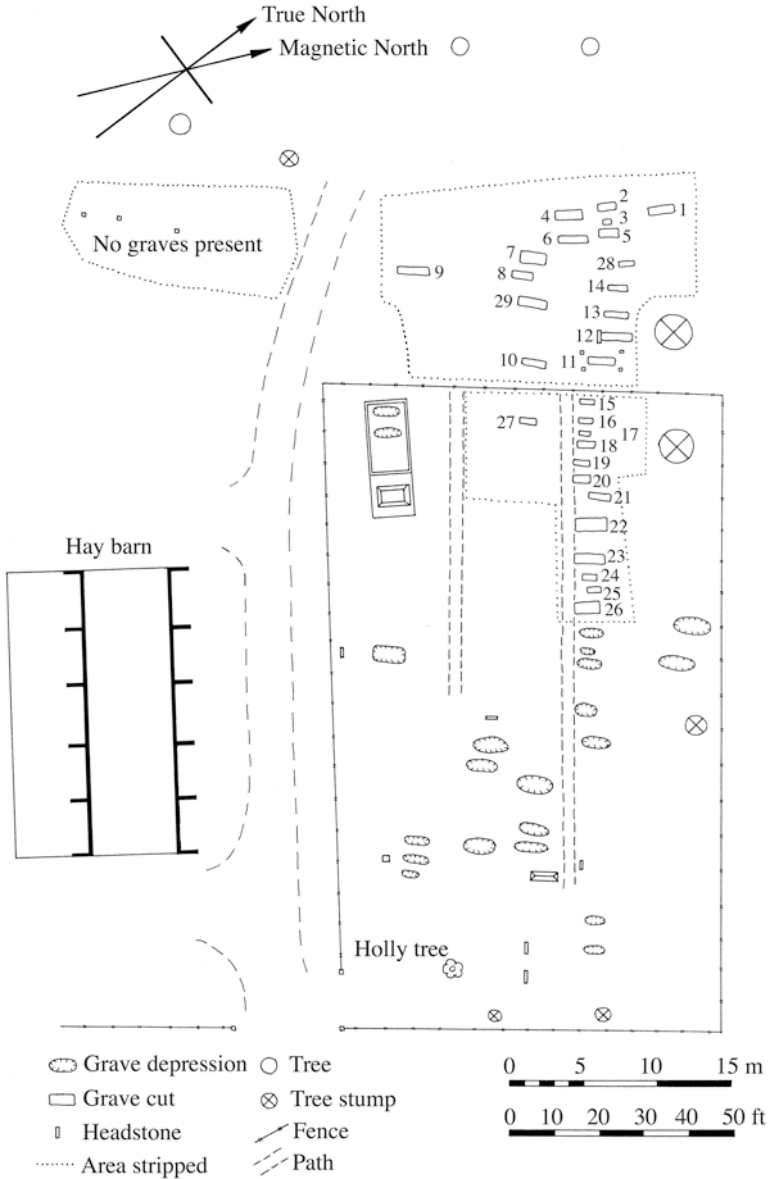 True North
Magnetic North
No graves present
2
1
4
3
6
5
7
28
8
9
14
29
13
12
10
11
15
27
16
17
18
19
20
21
22
Hay barn
23
24
25
26
Holly tree
Grave depression
Tree
0 5 10 15 m
Grave cut
Tree stump
Headstone
Fence
0 10 20 30 40 50 ft
Area stripped
Path